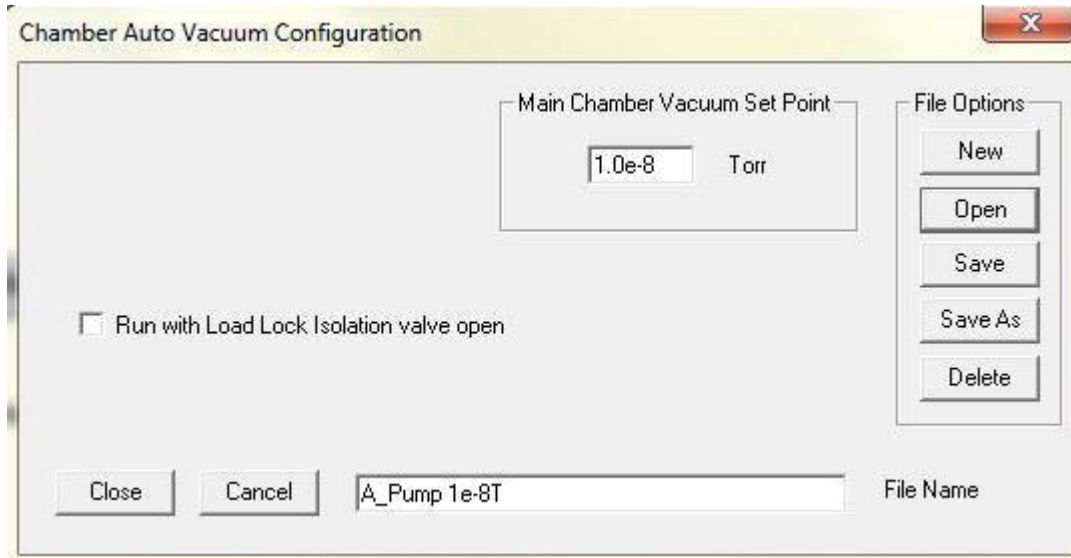 Chamber Auto Vacuum Configuration
Main Chamber Vacuum Set Point
1.0e-8 Torr
File Options
New
Open
Save
Save As
Delete
Run with Load Lock Isolation valve open
Close Cancel A_Pump 1e-8T File Name